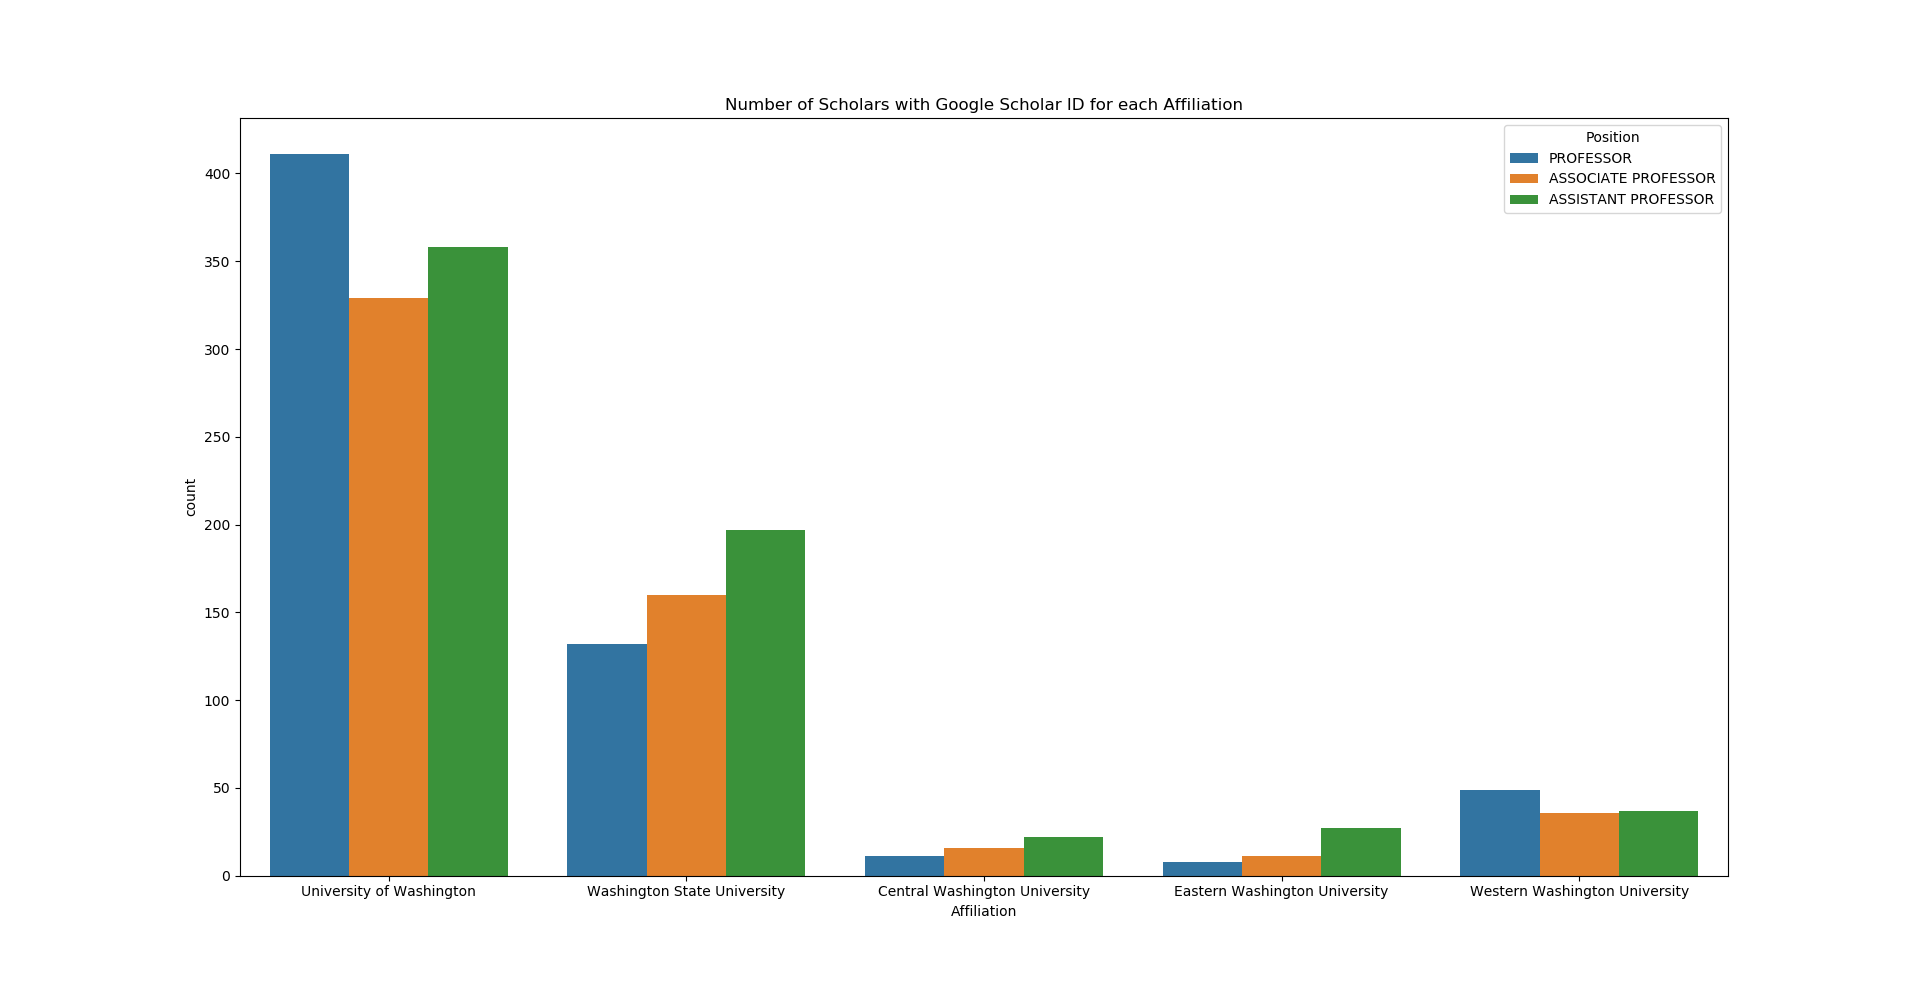 Number of Scholars with Google Scholar ID for each Affiliation
Position
PROFESSOR
ASSOCIATE PROFESSOR
ASSISTANT PROFESSOR
400
350
300
250
200
150
100
50
0
count
University of Washington
Washington State University
Central Washington University
Eastern Washington University
Western Washington University
Affiliation